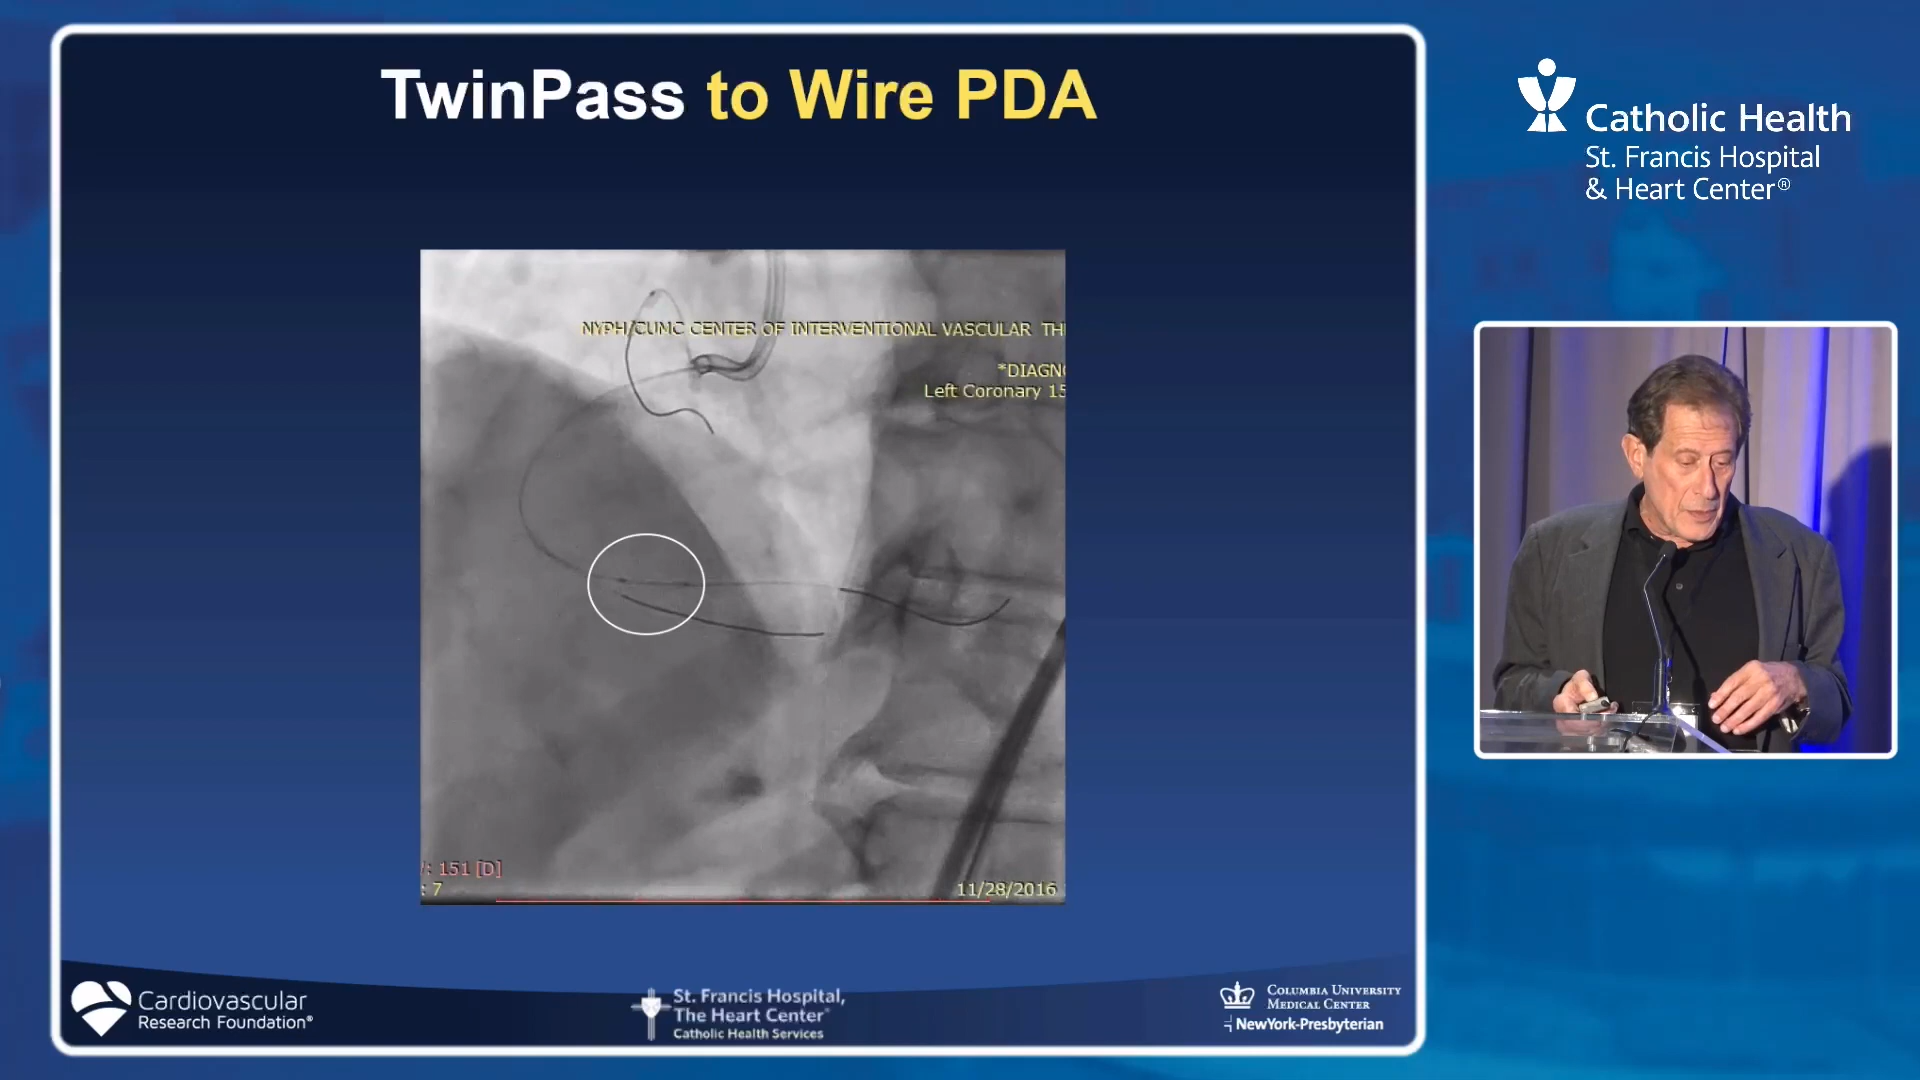 TwinPass to Wire PDA
Catholic Health
St. Francis Hospital
& Heart Center®
NYPH/CUMC CENTER OF INTERVENTIONAL VASCULAR TH
*DIAGN
Left Coronary 15
: 151 [D]
: 7
11/28/2016
Cardiovascular
Research Foundation®
St. Francis Hospital,
The Heart Center
Catholic Health Services
COLUMBIA UNIVERSITY
MEDICAL CENTER
NewYork-Presbyterian